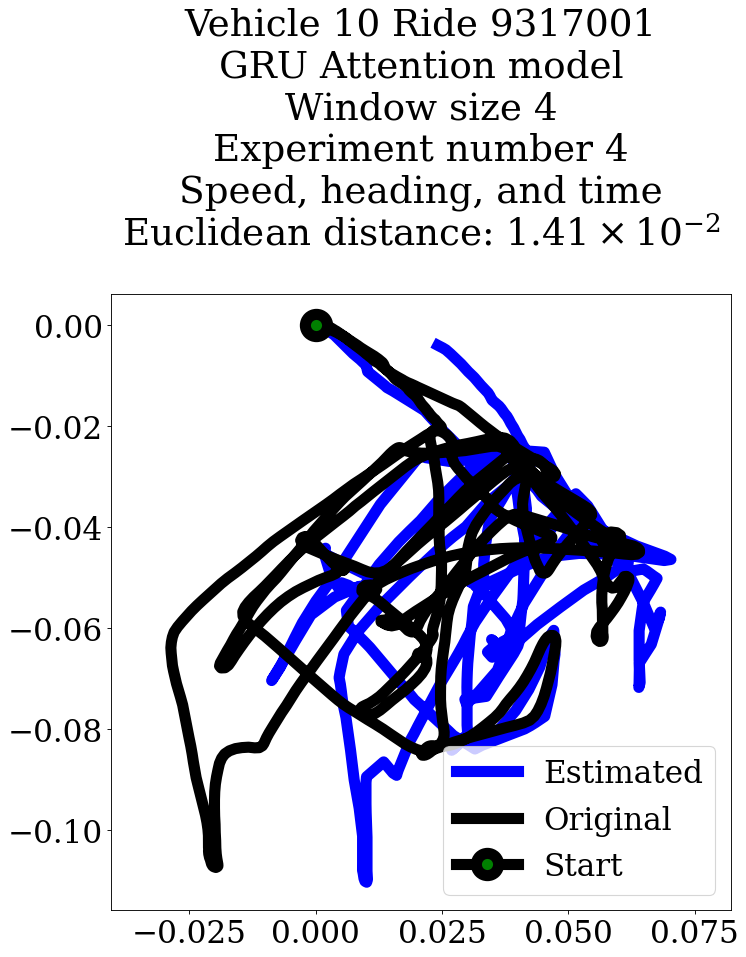 Vehicle 10 Ride 9317001
GRU Attention model
Window size 4
Experiment number 4
Speed, heading, and time
Euclidean distance: 1.41 × 10⁻²
0.00
−0.02
−0.04
−0.06
−0.08
−0.10
Estimated
Original
Start
−0.025 0.000 0.025 0.050 0.075